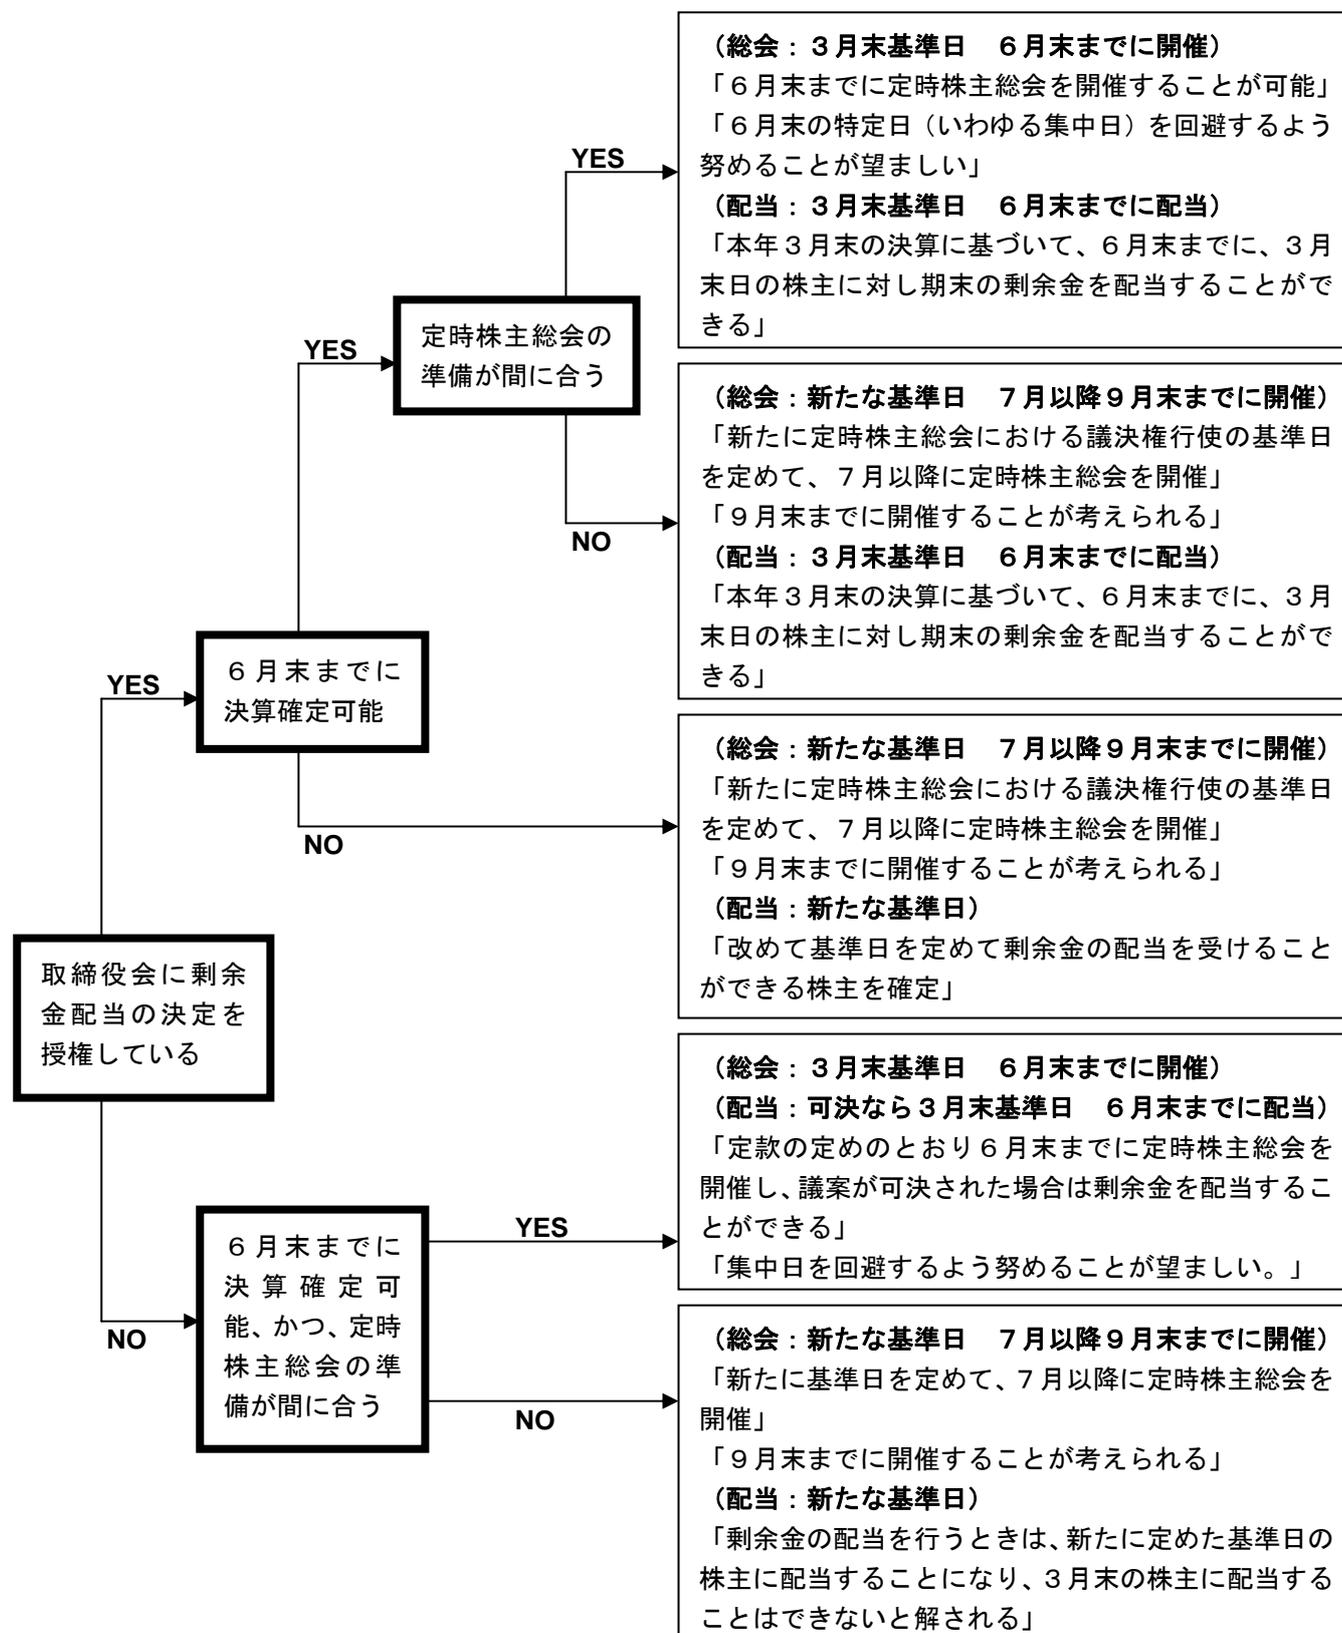 （総会：３月末基準日　６月末までに開催）
「６月末までに定時株主総会を開催することが可能」
「６月末の特定日（いわゆる集中日）を回避するよう
努めることが望ましい」
（配当：３月末基準日　６月末までに配当）
「本年３月末の決算に基づいて、６月末までに、３月
末日の株主に対し期末の剰余金を配当することがで
きる」
YES
定時株主総会の
準備が間に合う
YES
NO
（総会：新たな基準日　７月以降９月末までに開催）
「新たに定時株主総会における議決権行使の基準日
を定めて、７月以降に定時株主総会を開催」
「９月末までに開催することが考えられる」
（配当：３月末基準日　６月末までに配当）
「本年３月末の決算に基づいて、６月末までに、３月
末日の株主に対し期末の剰余金を配当することがで
きる」
YES
６月末までに
決算確定可能
NO
（総会：新たな基準日　７月以降９月末までに開催）
「新たに定時株主総会における議決権行使の基準日
を定めて、７月以降に定時株主総会を開催」
「９月末までに開催することが考えられる」
（配当：新たな基準日）
「改めて基準日を定めて剰余金の配当を受けること
ができる株主を確定」
取締役会に剰余
金配当の決定を
授権している
NO
６月末までに
決算確定可
能、かつ、定時
株主総会の準
備が間に合う
YES
（総会：３月末基準日　６月末までに開催）
（配当：可決なら３月末基準日　６月末までに配当）
「定款の定めのとおり６月末までに定時株主総会を
開催し、議案が可決された場合は剰余金を配当するこ
とができる」
「集中日を回避するよう努めることが望ましい。」
NO
（総会：新たな基準日　７月以降９月末までに開催）
「新たに基準日を定めて、７月以降に定時株主総会を
開催」
「９月末までに開催することが考えられる」
（配当：新たな基準日）
「剰余金の配当を行うときは、新たに定めた基準日の
株主に配当することになり、３月末の株主に配当する
ことはできないと解される」